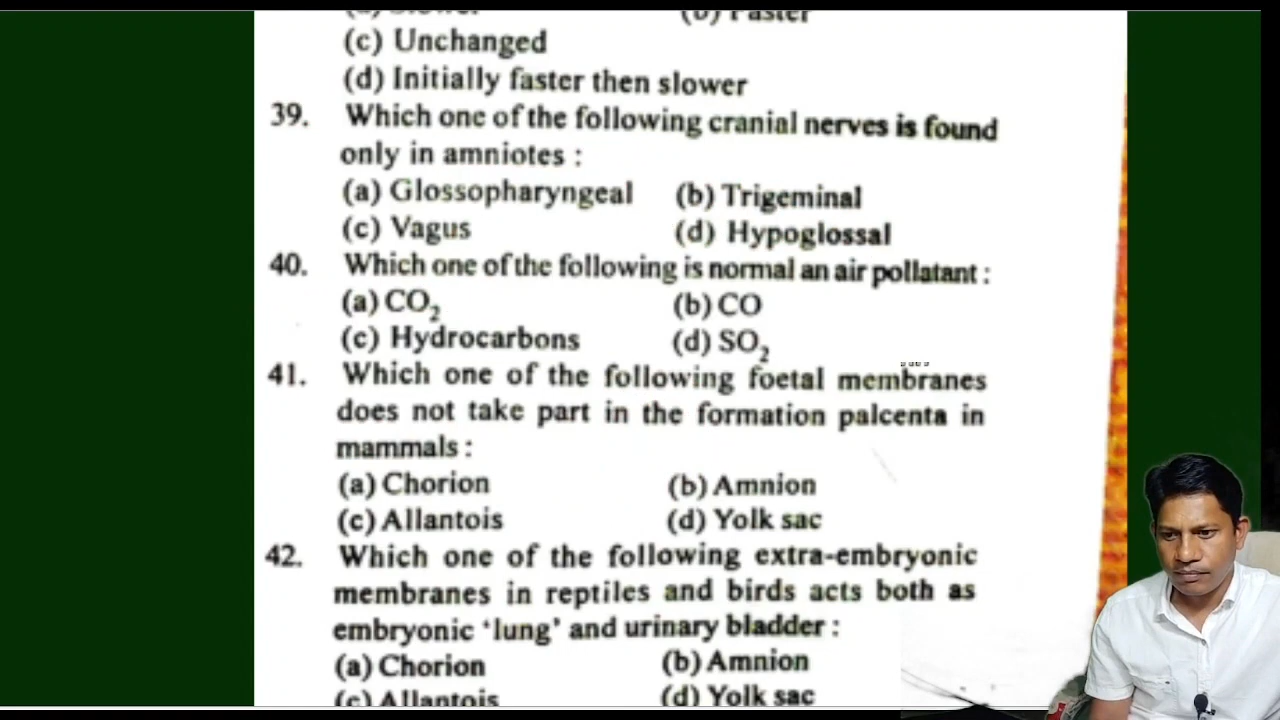 (b) Faster
(c) Unchanged
(d) Initially faster then slower
39. Which one of the following cranial nerves is found
only in amniotes :
(a) Glossopharyngeal (b) Trigeminal
(c) Vagus (d) Hypoglossal
40. Which one of the following is normal an air pollatant :
(a) CO₂ (b) CO
(c) Hydrocarbons (d) SO₂
41. Which one of the following foetal membranes
does not take part in the formation palcenta in
mammals :
(a) Chorion (b) Amnion
(c) Allantois (d) Yolk sac
42. Which one of the following extra-embryonic
membranes in reptiles and birds acts both as
embryonic ‘lung’ and urinary bladder :
(a) Chorion (b) Amnion
(c) Allantois (d) Yolk sac